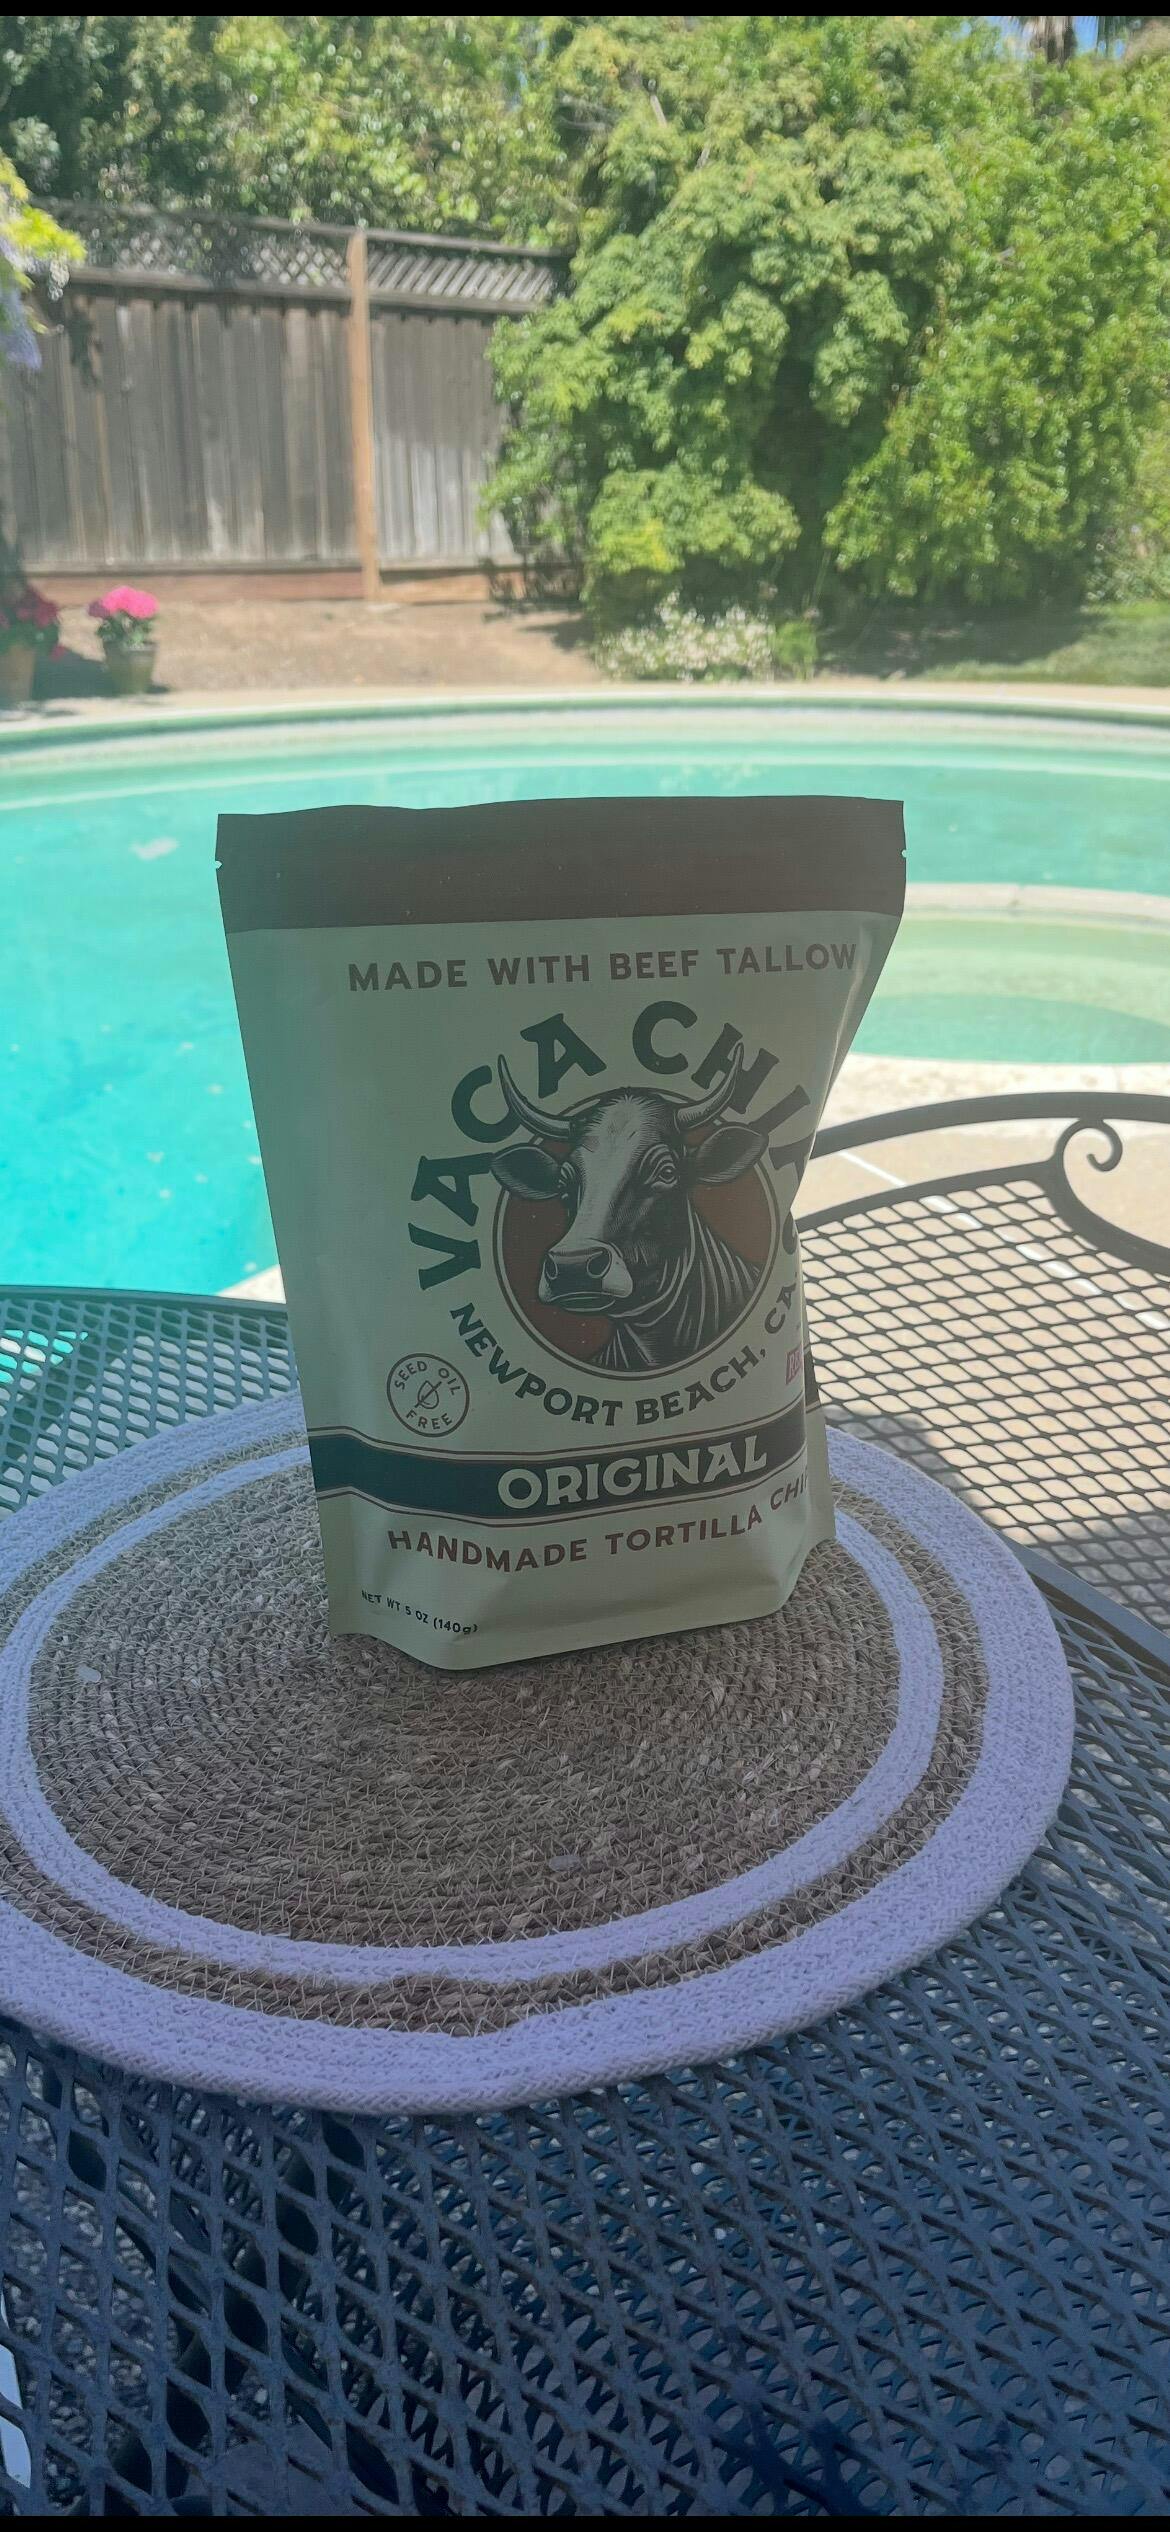 MADE WITH BEEF TALLOW
VACA CHI
NEWPORT BEACH, CA
SEED OIL
FREE
ORIGINAL
HANDMADE TORTILLA CHI
NET WT 5 OZ (140g)